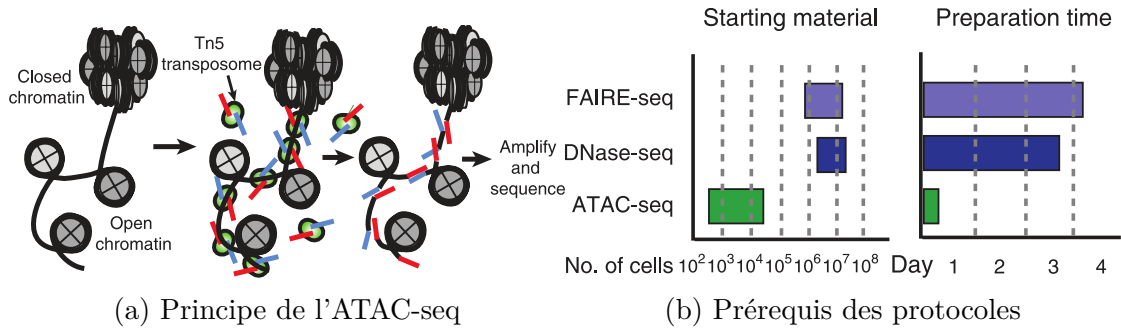 Closed
chromatin
Tn5
transposome
Open
chromatin
Amplify
and
sequence
(a) Principe de l'ATAC-seq
Starting material
Preparation time
FAIRE-seq
DNase-seq
ATAC-seq
No. of cells 10² 10³ 10⁴ 10⁵ 10⁶ 10⁷ 10⁸
Day 1 2 3 4
(b) Prérequis des protocoles